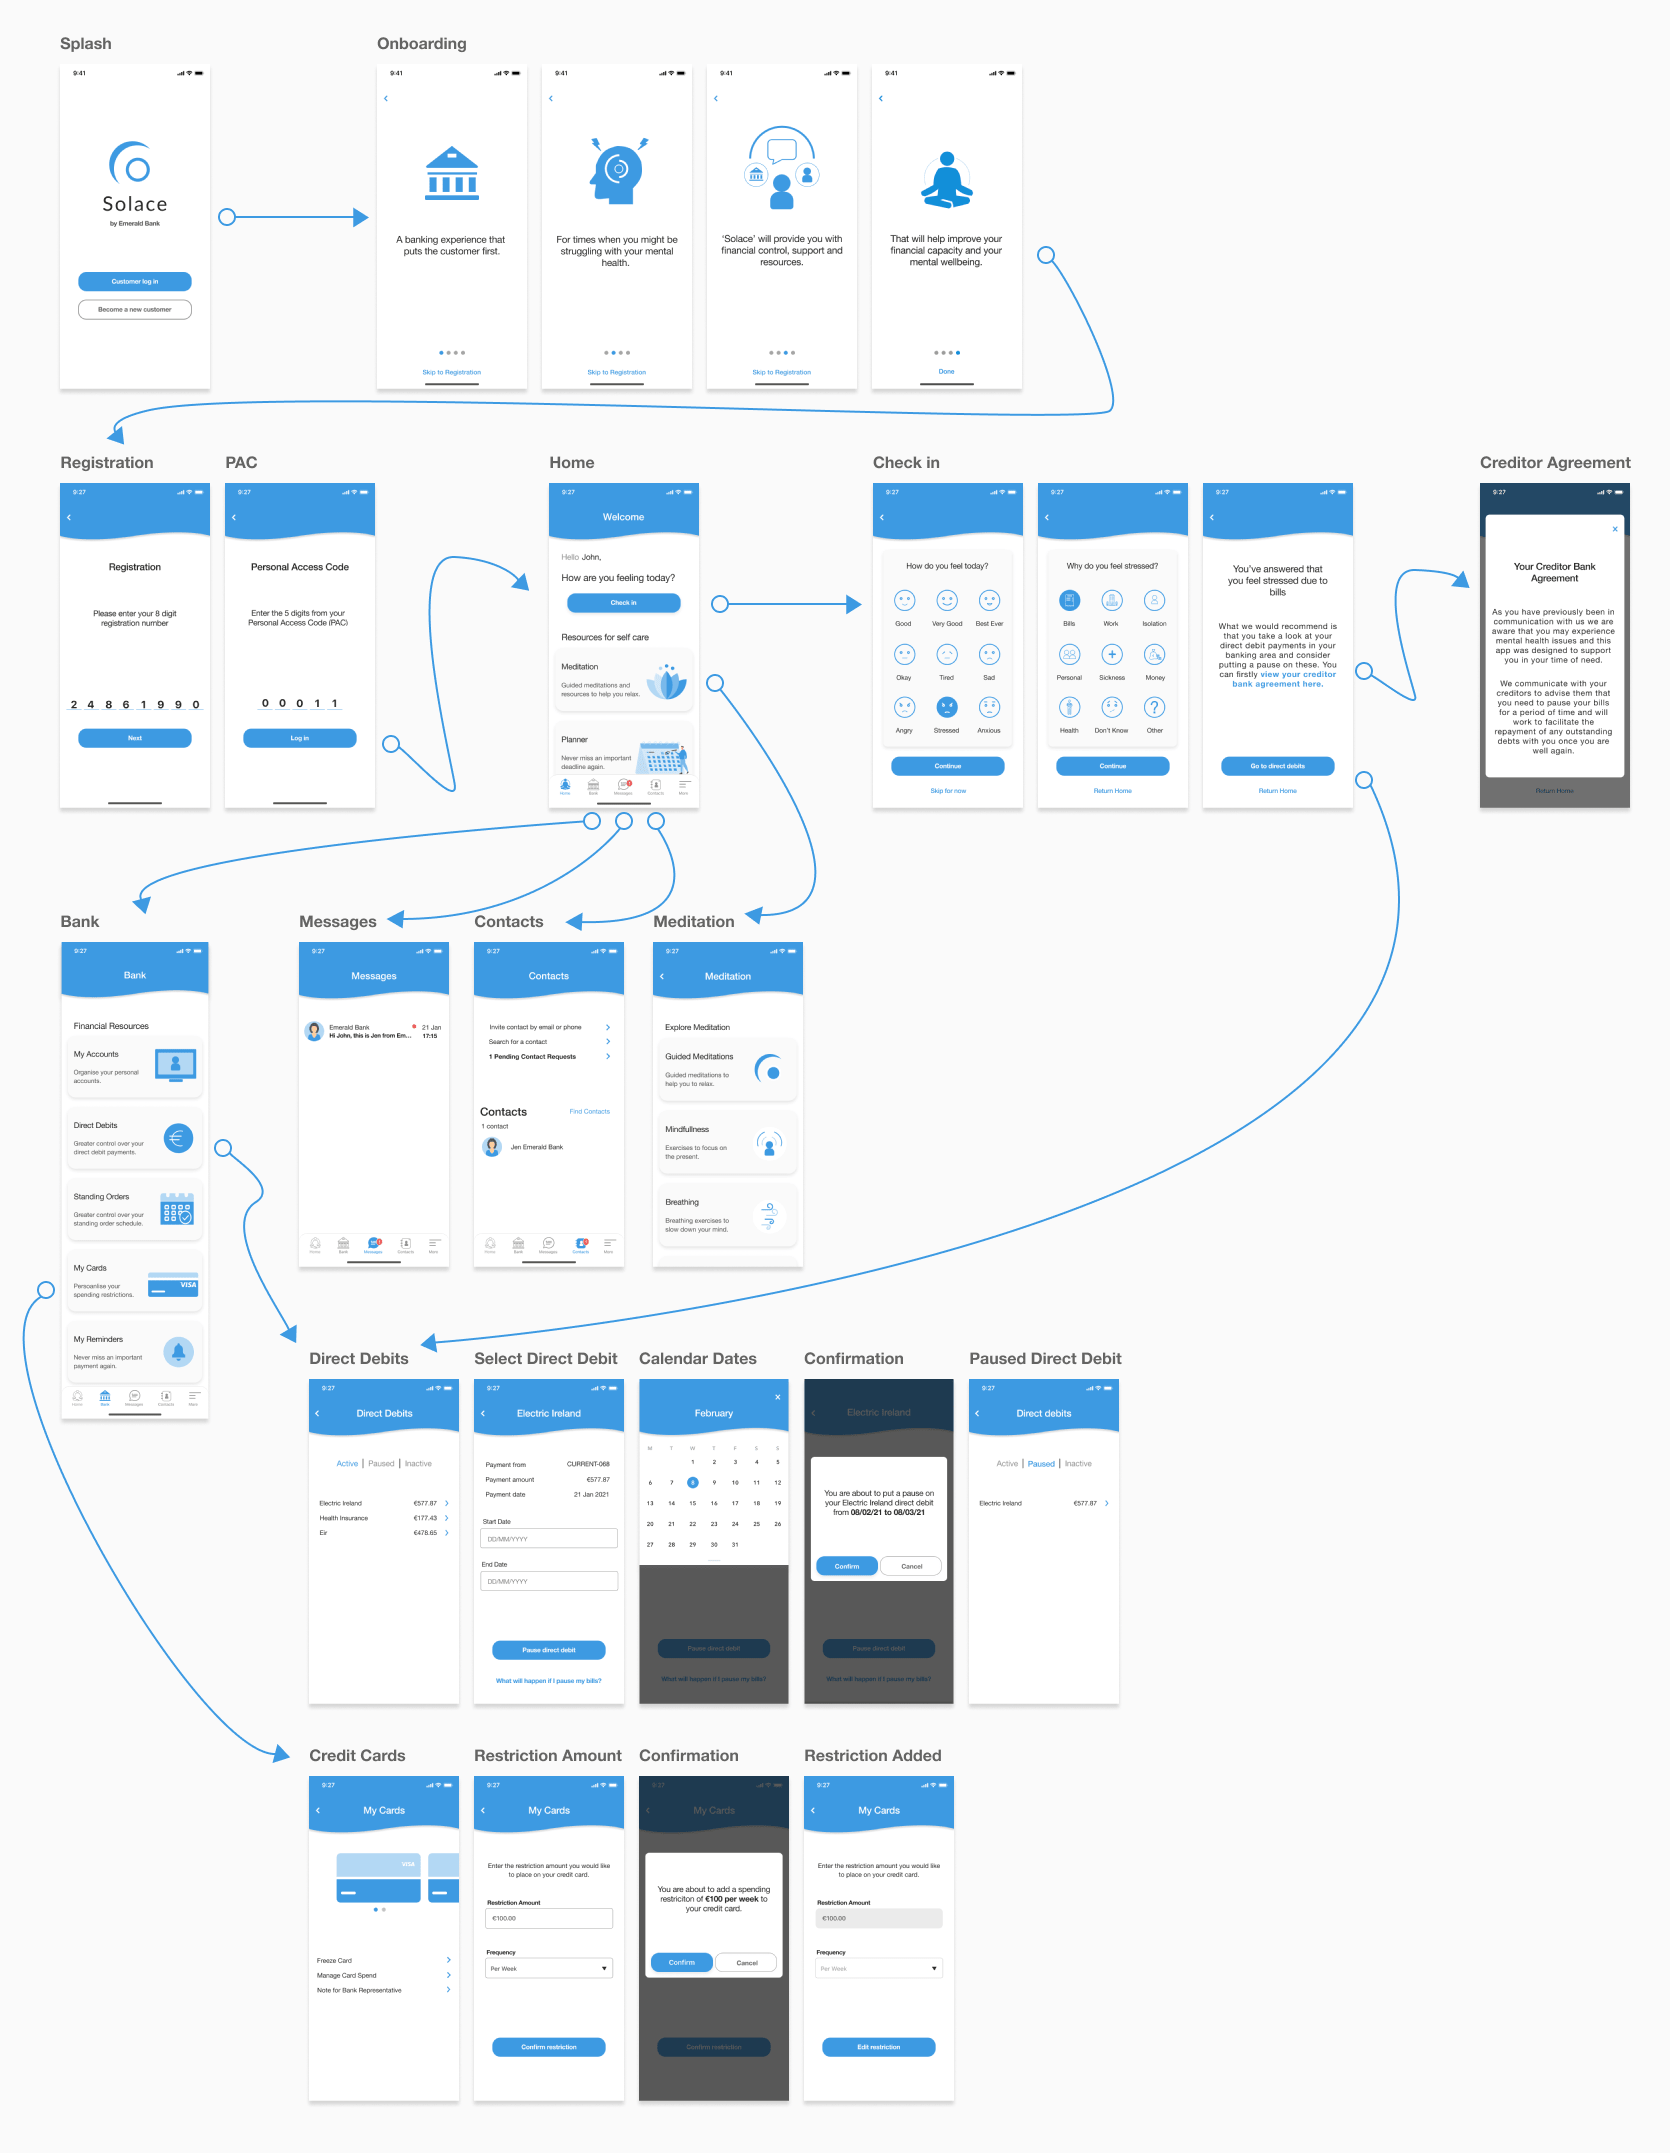 Splash
9:41
Solace
by Emerald Bank
Customer log in
Become a new customer
Onboarding
9:41
A banking experience that
puts the customer first.
Skip to Registration
9:41
For times when you might be
struggling with your mental
health.
Skip to Registration
9:41
‘Solace’ will provide you with
financial control, support and
resources.
Skip to Registration
9:41
That will help improve your
financial capacity and your
mental wellbeing.
Done
Registration
9:27
Registration
Please enter your 8 digit
registration number
2 4 8 6 1 9 9 0
Next
PAC
9:27
Personal Access Code
Enter the 5 digits from your
Personal Access Code (PAC)
0 0 0 1 1
Log in
Home
9:27
Welcome
Hello John,
How are you feeling today?
Check in
Resources for self care
Meditation
Guided meditations and
resources to help you relax.
Planner
Never miss an important
deadline again.
Home Bank Messages Contacts More
Check in
9:27
How do you feel today?
Good Very Good Best Ever
Okay Tired Sad
Angry Stressed Anxious
Continue
Skip for now
9:27
Why do you feel stressed?
Bills Work Isolation
Personal Sickness Money
Health Don't Know Other
Continue
Return Home
9:27
You've answered that
you feel stressed due to
bills
What we would recommend is
that you take a look at your
direct debit payments in your
banking area and consider
putting a pause on these. You
can firstly view your creditor
bank agreement here.
Go to direct debits
Return Home
Creditor Agreement
9:27
Your Creditor Bank
Agreement
As you have previously been in
communication with us we are
aware that you may experience
mental health issues and this
app was designed to support
you in your time of need.
We communicate with your
creditors to advise them that
you need to pause your bills
for a period of time and will
work to facilitate the
repayment of any outstanding
debts with you once you are
well again.
Return Home
Bank
9:27
Bank
Financial Resources
My Accounts
Organise your personal
accounts.
Direct Debits
Greater control over your
direct debit payments.
Standing Orders
Greater control over your
standing order schedule.
My Cards
Persoanlise your
spending restrictions.
VISA
My Reminders
Never miss an important
payment again.
Home Bank Messages Contacts More
Messages
9:27
Messages
Emerald Bank 21 Jan
Hi John, this is Jen from Em... 17:15
Home Bank Messages Contacts More
Contacts
9:27
Contacts
Invite contact by email or phone
Search for a contact
1 Pending Contact Requests
Contacts Find Contacts
1 contact
Jen Emerald Bank
Home Bank Messages Contacts More
Meditation
9:27
Meditation
Explore Meditation
Guided Meditations
Guided meditations to
help you to relax.
Mindfullness
Exercises to focus on
the present.
Breathing
Breathing exercises to
slow down your mind.
Direct Debits
9:27
Direct Debits
Active | Paused | Inactive
Electric Ireland €577.87
Health Insurance €177.43
Eir €478.65
Select Direct Debit
9:27
Electric Ireland
Payment from CURRENT-068
Payment amount €577.87
Payment date 21 Jan 2021
Start Date
DD/MM/YYYY
End Date
DD/MM/YYYY
Pause direct debit
What will happen if I pause my bills?
Calendar Dates
February
M T W T F S S
1 2 3 4 5
6 7 8 9 10 11 12
13 14 15 16 17 18 19
20 21 22 23 24 25 26
27 28 29 30 31
Pause direct debit
What will happen if I pause my bills?
Confirmation
Electric Ireland
You are about to put a pause on
your Electric Ireland direct debit
from 08/02/21 to 08/03/21
Confirm Cancel
Pause direct debit
What will happen if I pause my bills?
Paused Direct Debit
9:27
Direct debits
Active | Paused | Inactive
Electric Ireland €577.87
Credit Cards
9:27
My Cards
VISA
Freeze Card
Manage Card Spend
Note for Bank Representative
Restriction Amount
9:27
My Cards
Enter the restriction amount you would like
to place on your credit card.
Restriction Amount
€100.00
Frequency
Per Week
Confirm restriction
Confirmation
9:27
My Cards
You are about to add a spending
restriciton of €100 per week to
your credit card.
Confirm Cancel
Confirm restriction
Restriction Added
9:27
My Cards
Enter the restriction amount you would like
to place on your credit card.
Restriction Amount
€100.00
Frequency
Per Week
Edit restriction